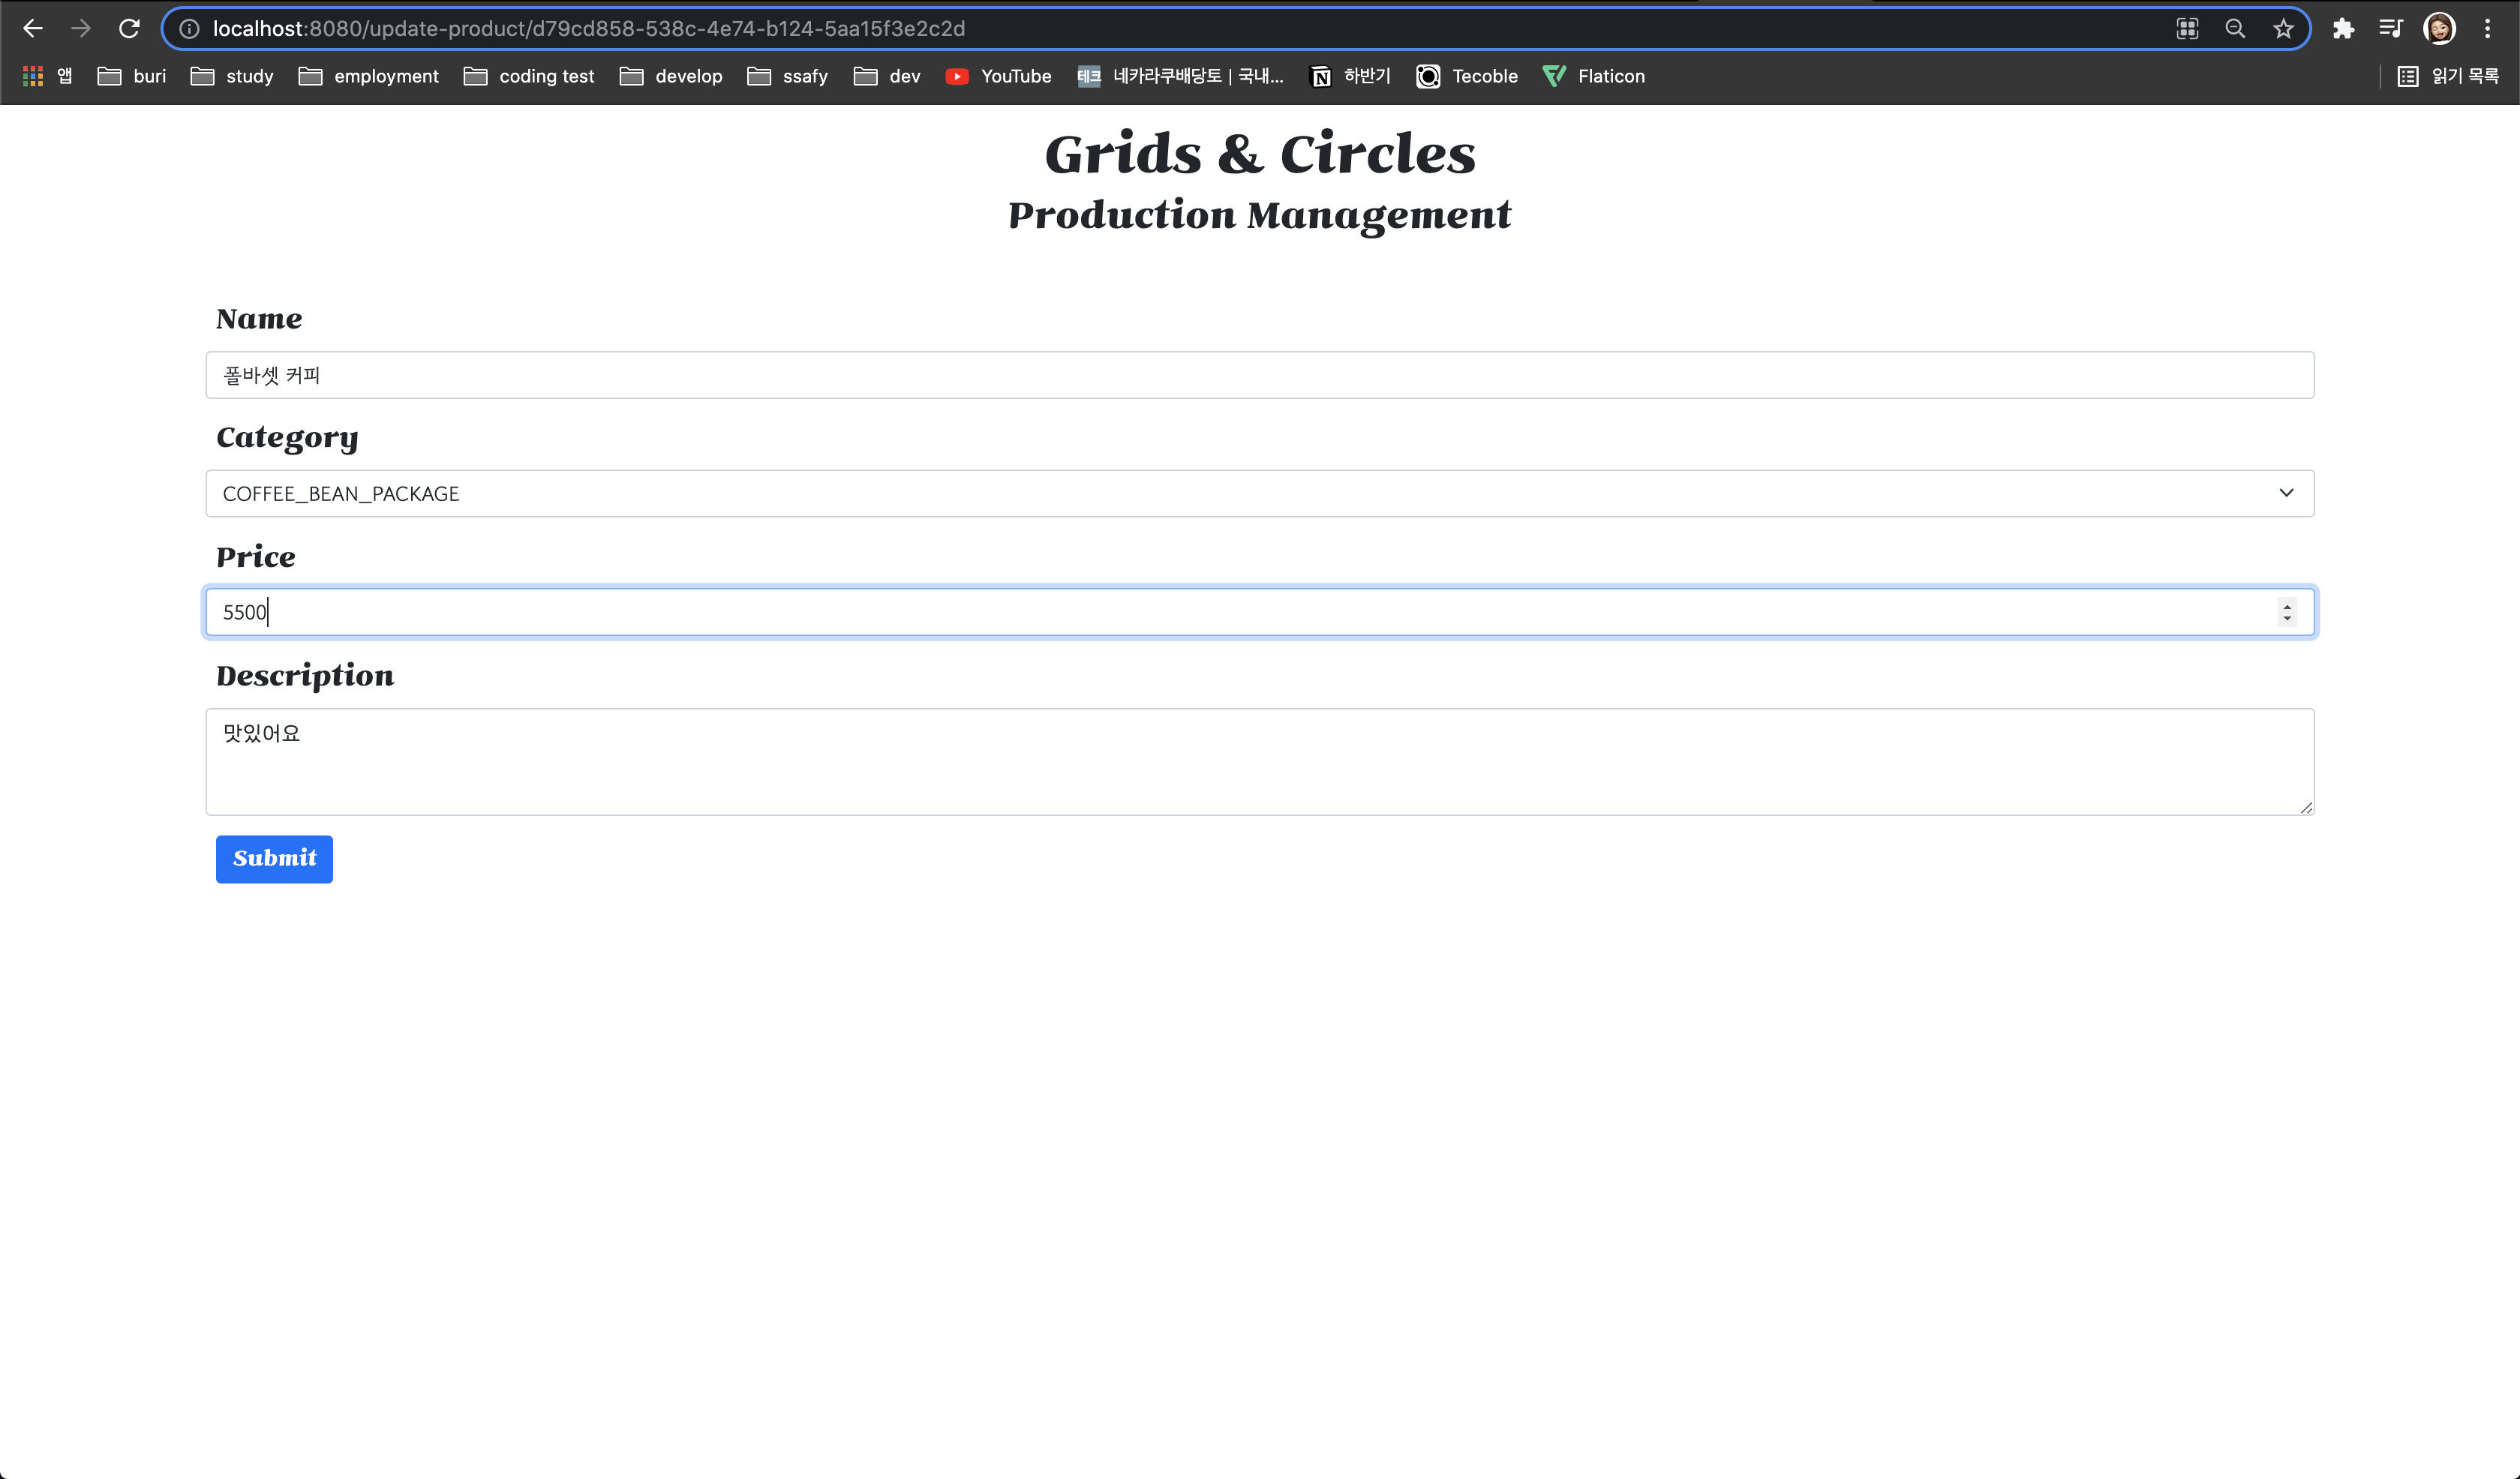 localhost:8080/update-product/d79cd858-538c-4e74-b124-5aa15f3e2c2d
앱 buri study employment coding test develop ssafy dev YouTube 테크 네카라쿠배당토 | 국내... 하반기 Tecoble Flaticon 읽기 목록
Grids & Circles
Production Management
Name
폴바셋 커피
Category
COFFEE_BEAN_PACKAGE
Price
5500
Description
맛있어요
Submit